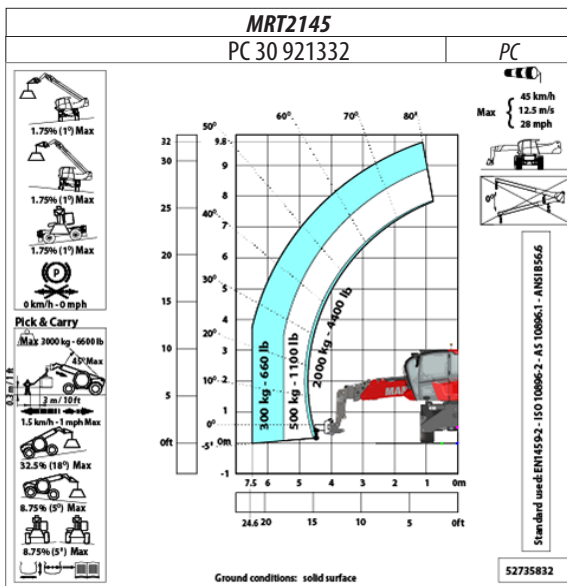 MRT2145
PC 30 921332
PC
1.75% (1°) Max
1.75% (1°) Max
1.75% (1°) Max
P
0 km/h - 0 mph
Pick & Carry
Max 3000 kg - 6600 lb
45° Max
0.3 m / 1 ft
3 m / 10 ft
1.5 km/h - 1 mph Max
32.5% (18°) Max
8.75% (5°) Max
8.75% (5°) Max
Max
45 km/h
12.5 m/s
28 mph
0°
32
30
25
20
15
10
5
0ft
9.8
9
8
7
6
5
4
3
2
1
0m
-1
80°
70°
60°
50°
40°
30°
20°
10°
0°
-5°
300 kg - 660 lb
500 kg - 1100 lb
2000 kg - 4400 lb
MAN
7.5 6 5 4 3 2 1 0m
24.6 20 15 10 5 0ft
Ground conditions: solid surface
Standard used: EN1459-2 - ISO 10896-2 - AS 10896.1 - ANSI B56.6
52735832